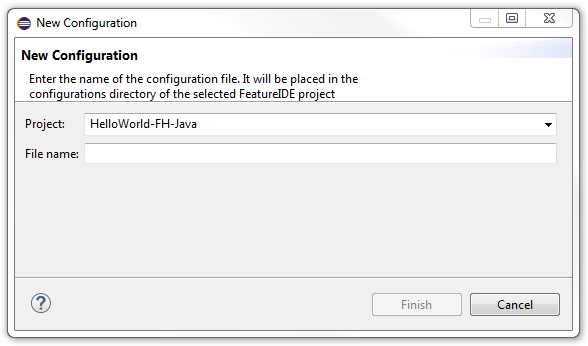 New Configuration
New Configuration
Enter the name of the configuration file. It will be placed in the
configurations directory of the selected FeatureIDE project
Project: HelloWorld-FH-Java
File name:
? Finish Cancel